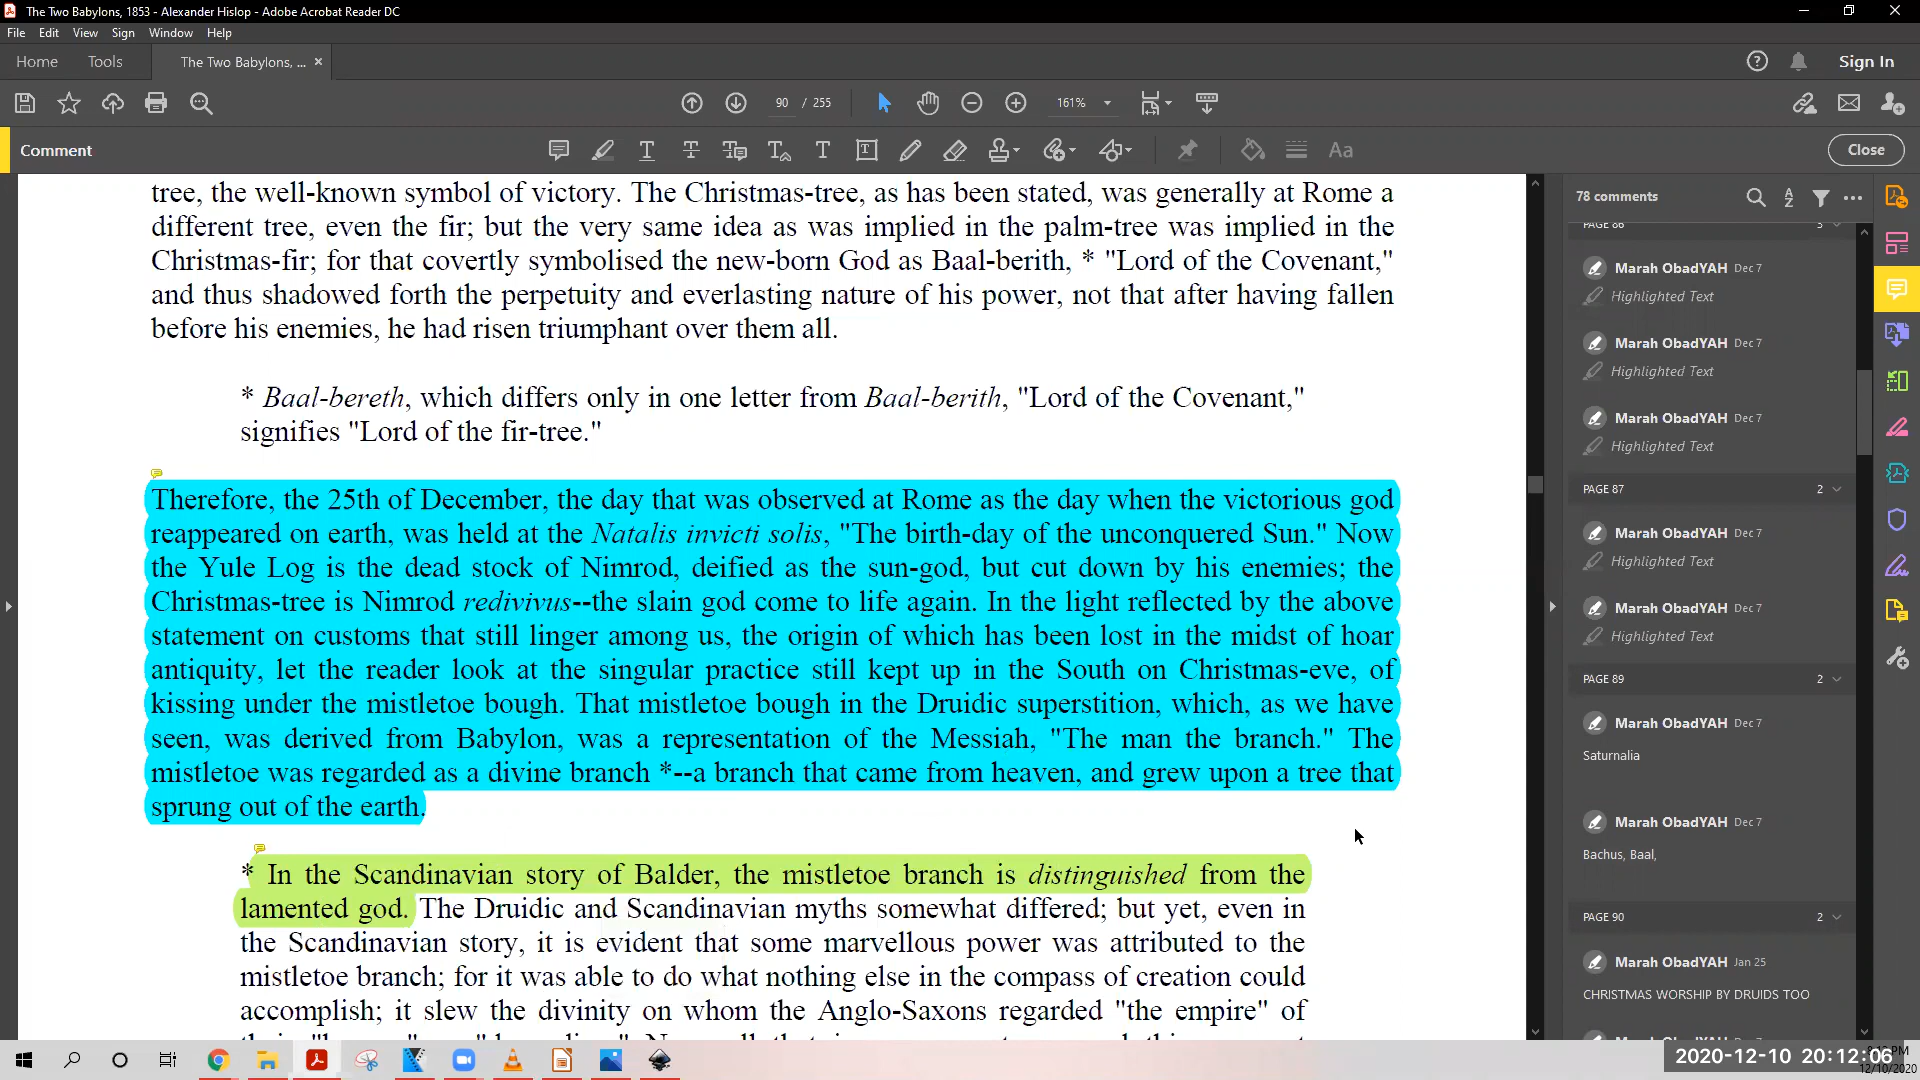 The Two Babylons, 1853 - Alexander Hislop - Adobe Acrobat Reader DC
File Edit View Sign Window Help
Home Tools The Two Babylons, ... × Sign In
90 / 255 161%
Comment Close
tree, the well-known symbol of victory. The Christmas-tree, as has been stated, was generally at Rome a
different tree, even the fir; but the very same idea as was implied in the palm-tree was implied in the
Christmas-fir; for that covertly symbolised the new-born God as Baal-berith, * "Lord of the Covenant,"
and thus shadowed forth the perpetuity and everlasting nature of his power, not that after having fallen
before his enemies, he had risen triumphant over them all.
* Baal-bereth, which differs only in one letter from Baal-berith, "Lord of the Covenant,"
signifies "Lord of the fir-tree."
Therefore, the 25th of December, the day that was observed at Rome as the day when the victorious god
reappeared on earth, was held at the Natalis invicti solis, "The birth-day of the unconquered Sun." Now
the Yule Log is the dead stock of Nimrod, deified as the sun-god, but cut down by his enemies; the
Christmas-tree is Nimrod redivivus--the slain god come to life again. In the light reflected by the above
statement on customs that still linger among us, the origin of which has been lost in the midst of hoar
antiquity, let the reader look at the singular practice still kept up in the South on Christmas-eve, of
kissing under the mistletoe bough. That mistletoe bough in the Druidic superstition, which, as we have
seen, was derived from Babylon, was a representation of the Messiah, "The man the branch." The
mistletoe was regarded as a divine branch *--a branch that came from heaven, and grew upon a tree that
sprung out of the earth.
* In the Scandinavian story of Balder, the mistletoe branch is distinguished from the
lamented god. The Druidic and Scandinavian myths somewhat differed; but yet, even in
the Scandinavian story, it is evident that some marvellous power was attributed to the
mistletoe branch; for it was able to do what nothing else in the compass of creation could
accomplish; it slew the divinity on whom the Anglo-Saxons regarded "the empire" of
78 comments
PAGE 86
Marah ObadYAH Dec 7
Highlighted Text
Marah ObadYAH Dec 7
Highlighted Text
Marah ObadYAH Dec 7
Highlighted Text
PAGE 87 2
Marah ObadYAH Dec 7
Highlighted Text
Marah ObadYAH Dec 7
Highlighted Text
PAGE 89 2
Marah ObadYAH Dec 7
Saturnalia
Marah ObadYAH Dec 7
Bachus, Baal,
PAGE 90 2
Marah ObadYAH Jan 25
CHRISTMAS WORSHIP BY DRUIDS TOO
2020-12-10 20:12:06
12/10/2020